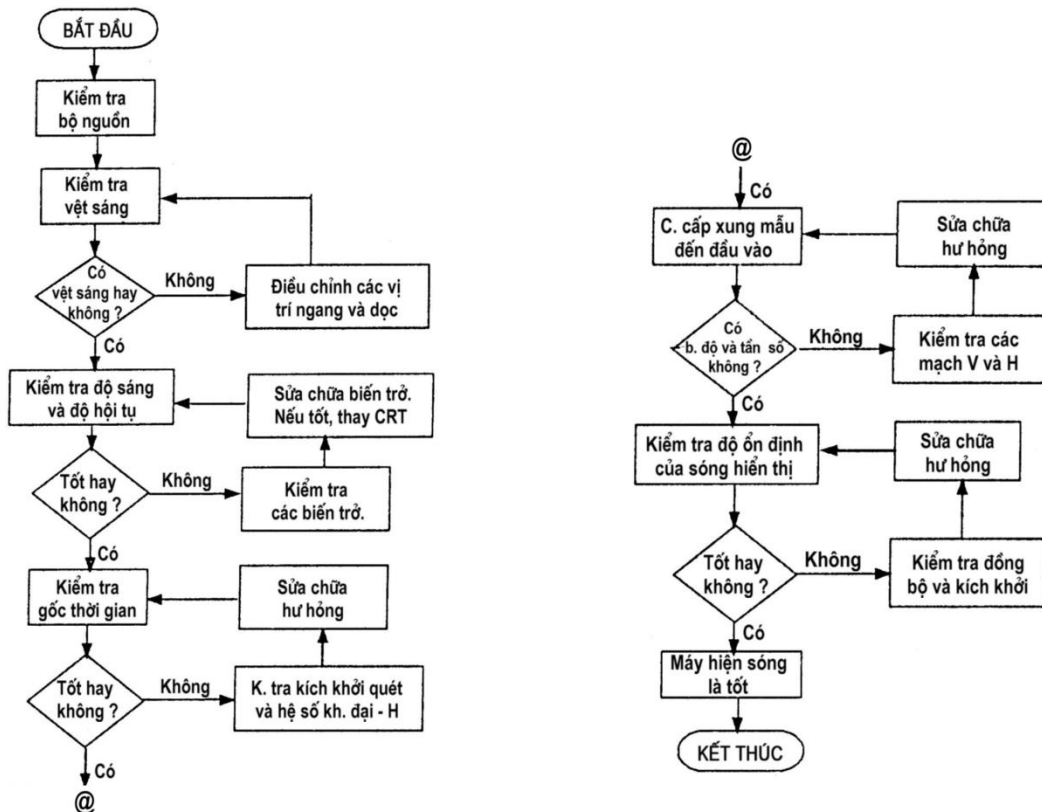 BẮT ĐẦU
Kiểm tra
bộ nguồn
Kiểm tra
vệt sáng
Có
vệt sáng hay
không ?
Không
Điều chỉnh các vị
trí ngang và dọc
Có
Kiểm tra độ sáng
và độ hội tụ
Sửa chữa biến trở.
Nếu tốt, thay CRT
Tốt hay
không ?
Không
Kiểm tra
các biến trở.
Có
Kiểm tra
gốc thời gian
Sửa chữa
hư hỏng
Tốt hay
không ?
Không
K. tra kích khởi quét
và hệ số kh. đại - H
Có
@
@
Có
C. cấp xung mẫu
đến đầu vào
Sửa chữa
hư hỏng
Có
b. độ và tần số
không ?
Không
Kiểm tra các
mạch V và H
Có
Kiểm tra độ ổn định
của sóng hiển thị
Sửa chữa
hư hỏng
Tốt hay
không ?
Không
Kiểm tra đồng
bộ và kích khởi
Có
Máy hiện sóng
là tốt
KẾT THÚC